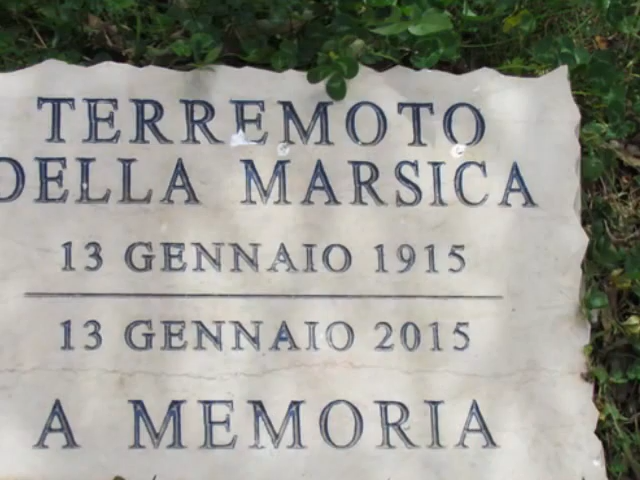 TERREMOTO
DELLA MARSICA
13 GENNAIO 1915
13 GENNAIO 2015
A MEMORIA